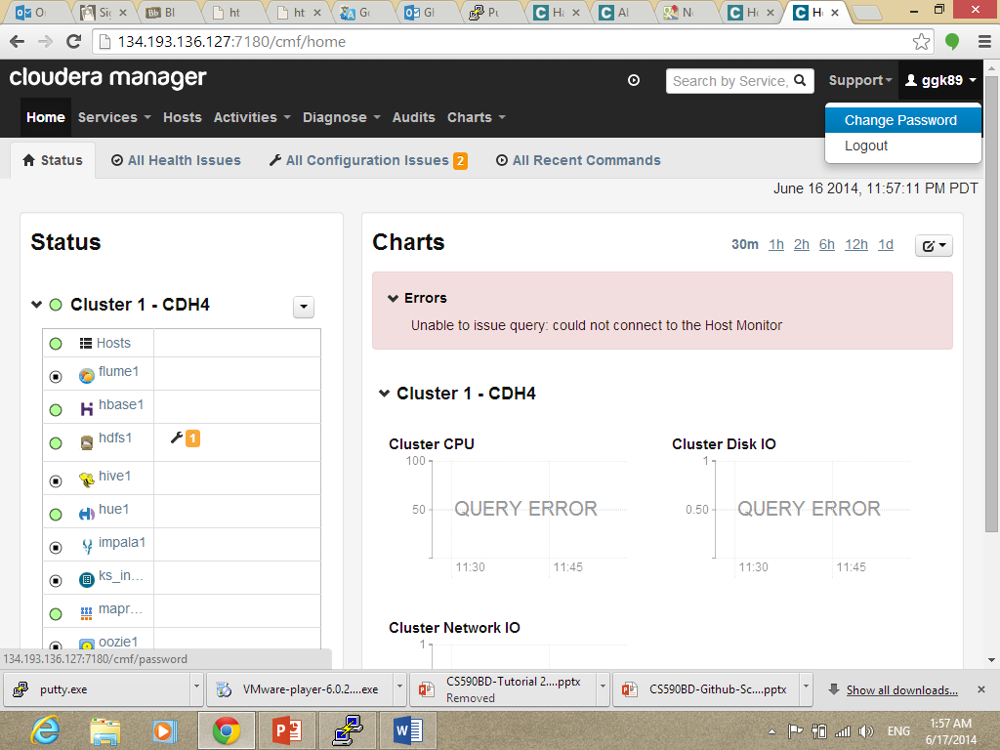 O
Sig
Bb Bl
ht
ht
Go
Gl
Pu
Ha
Al
No
Ho
Ho
134.193.136.127:7180/cmf/home
cloudera manager
Search by Service,
Support
ggk89
Home Services Hosts Activities Diagnose Audits Charts
Change Password
Logout
Status All Health Issues All Configuration Issues 2 All Recent Commands
June 16 2014, 11:57:11 PM PDT
Status
Cluster 1 - CDH4
Hosts
flume1
hbase1
hdfs1 1
hive1
hue1
impala1
ks_in...
mapr...
oozie1
Charts
30m 1h 2h 6h 12h 1d
Errors
Unable to issue query: could not connect to the Host Monitor
Cluster 1 - CDH4
Cluster CPU
100
50
QUERY ERROR
11:30 11:45
Cluster Disk IO
1
0.50
QUERY ERROR
11:30 11:45
Cluster Network IO
1
134.193.136.127:7180/cmf/password
putty.exe
VMware-player-6.0.2....exe
CS590BD-Tutorial 2....pptx
Removed
CS590BD-Github-Sc....pptx
Show all downloads...
ENG
1:57 AM
6/17/2014